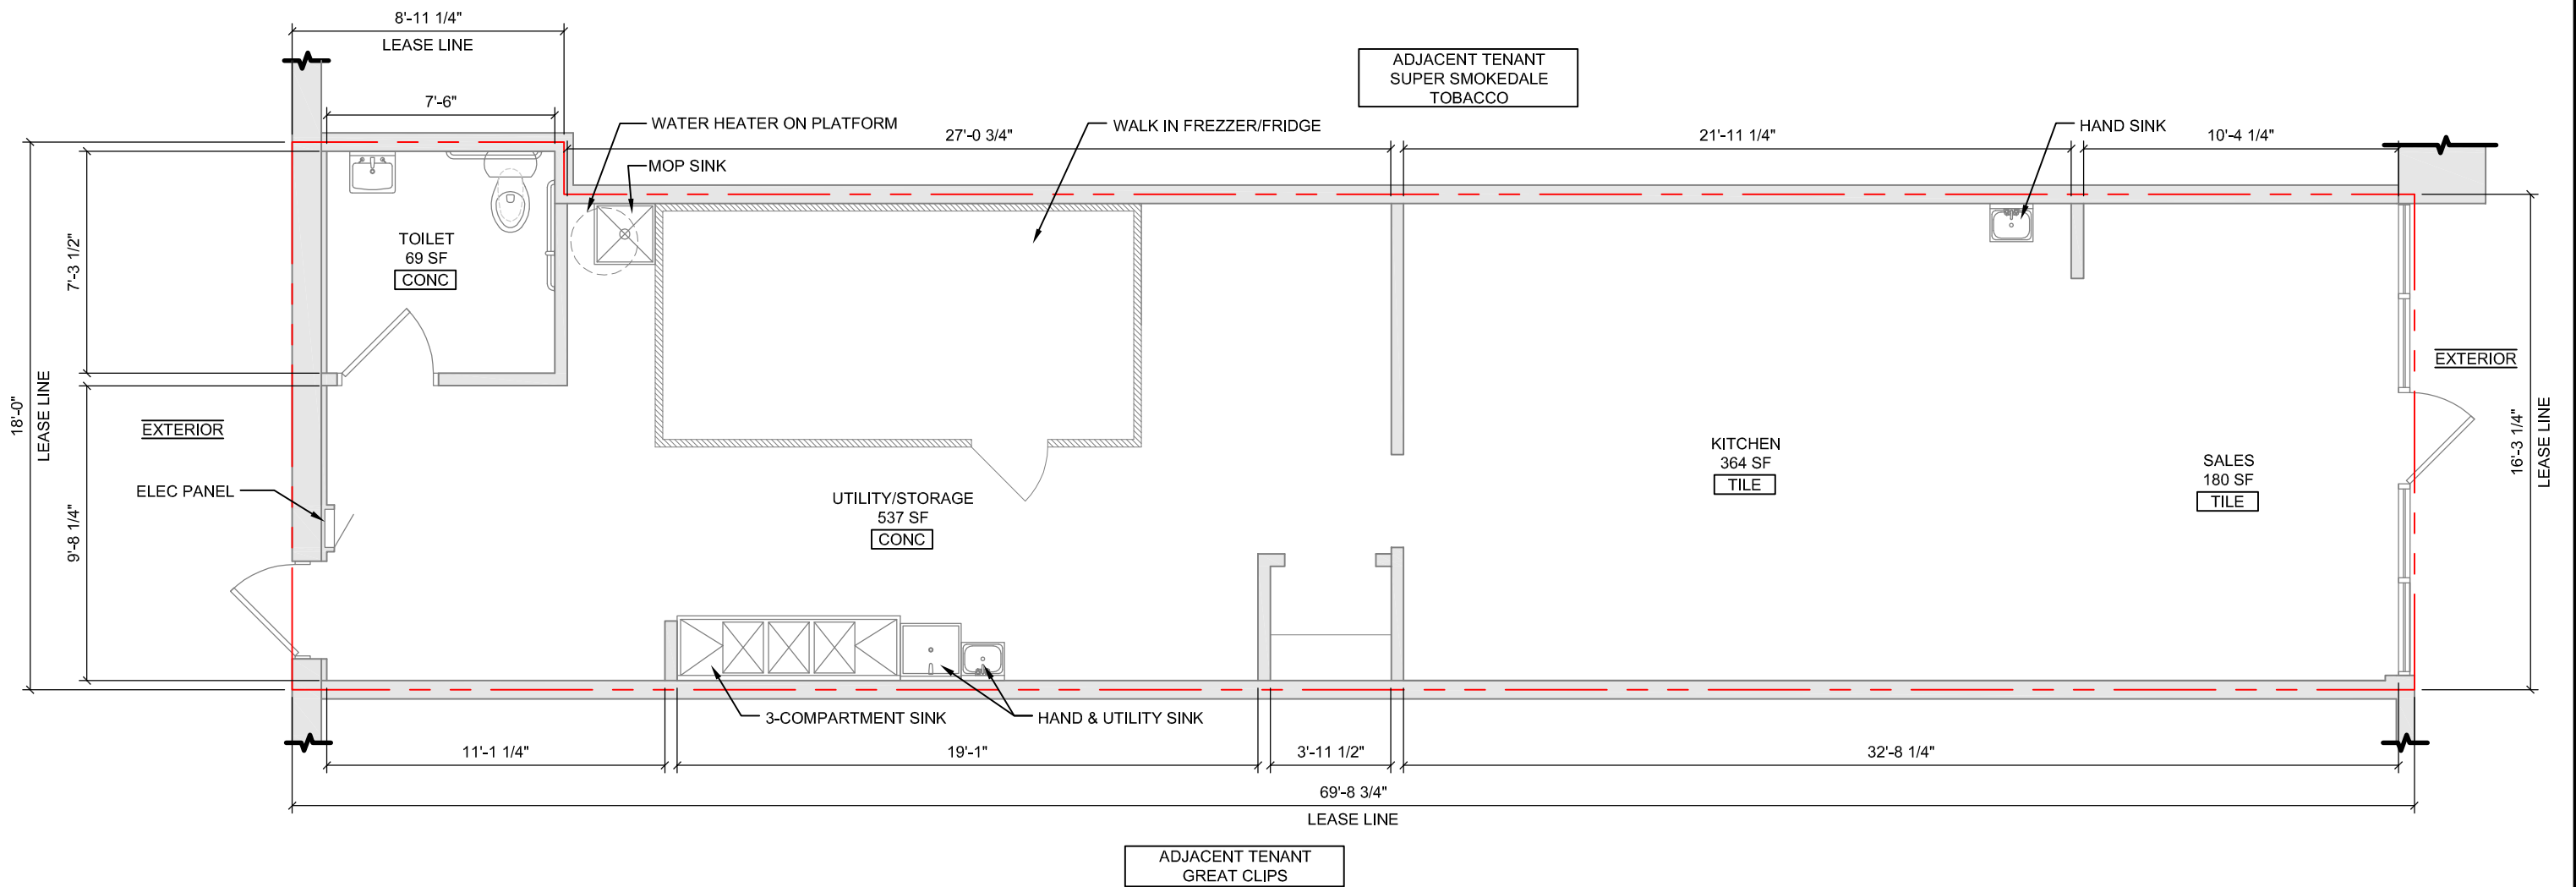 8'-11 1/4"
LEASE LINE
ADJACENT TENANT
SUPER SMOKEDALE
TOBACCO
7'-6"
WATER HEATER ON PLATFORM
27'-0 3/4"
WALK IN FREZZER/FRIDGE
21'-11 1/4"
HAND SINK
10'-4 1/4"
MOP SINK
TOILET
69 SF
CONC
7'-3 1/2"
18'-0"
LEASE LINE
EXTERIOR
ELEC PANEL
9'-8 1/4"
UTILITY/STORAGE
537 SF
CONC
KITCHEN
364 SF
TILE
SALES
180 SF
TILE
EXTERIOR
16'-3 1/4"
LEASE LINE
3-COMPARTMENT SINK
HAND & UTILITY SINK
11'-1 1/4"
19'-1"
3'-11 1/2"
32'-8 1/4"
69'-8 3/4"
LEASE LINE
ADJACENT TENANT
GREAT CLIPS